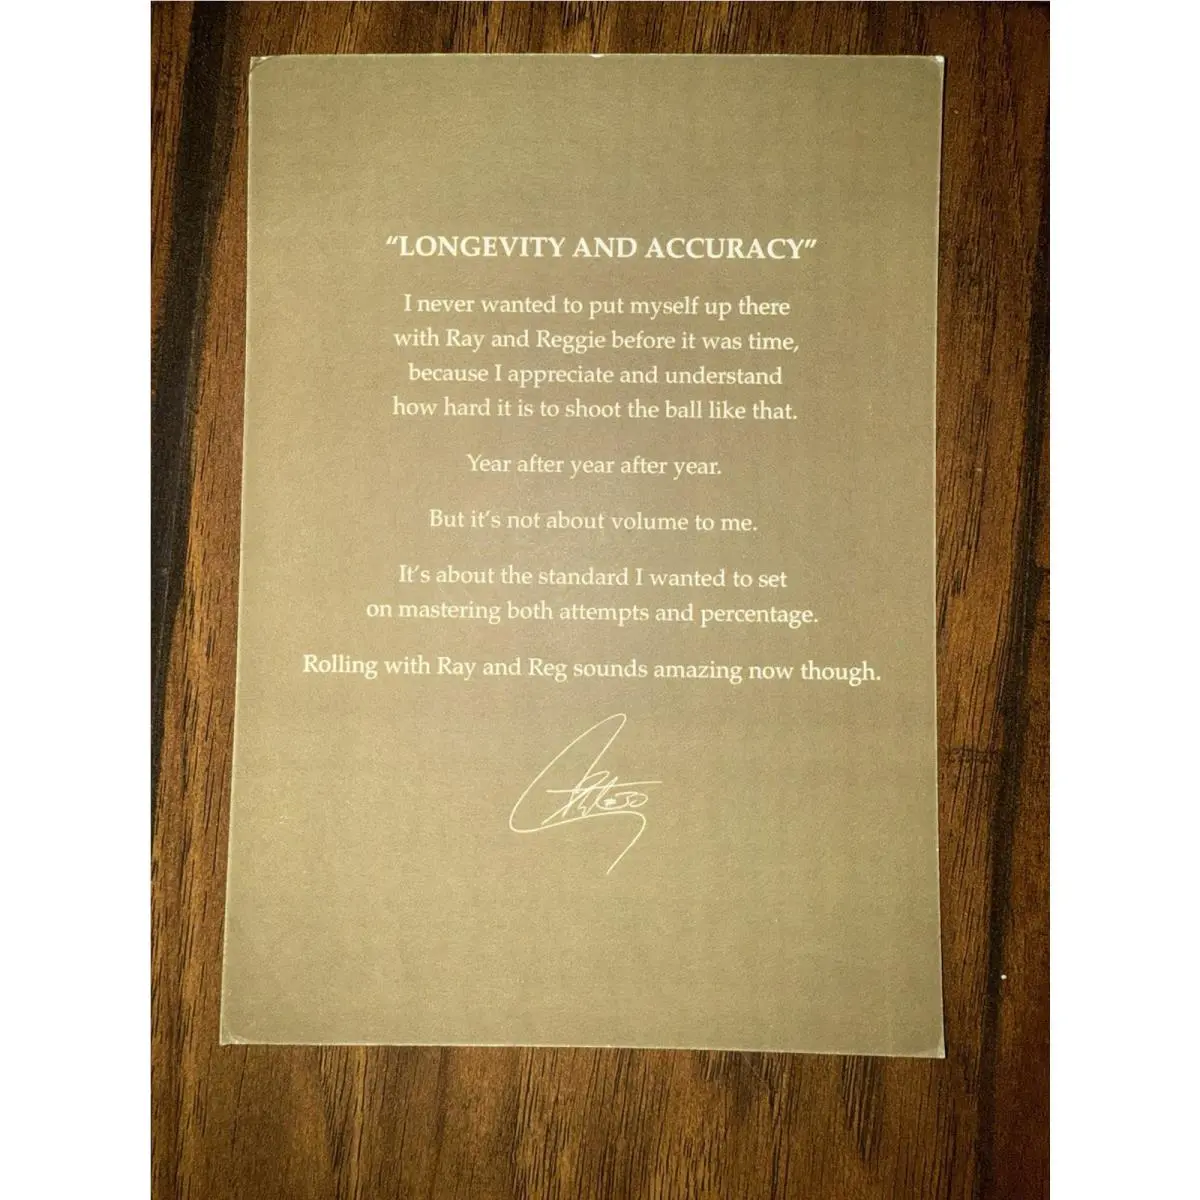 “LONGEVITY AND ACCURACY”
I never wanted to put myself up there
with Ray and Reggie before it was time,
because I appreciate and understand
how hard it is to shoot the ball like that.
Year after year after year.
But it’s not about volume to me.
It’s about the standard I wanted to set
on mastering both attempts and percentage.
Rolling with Ray and Reg sounds amazing now though.